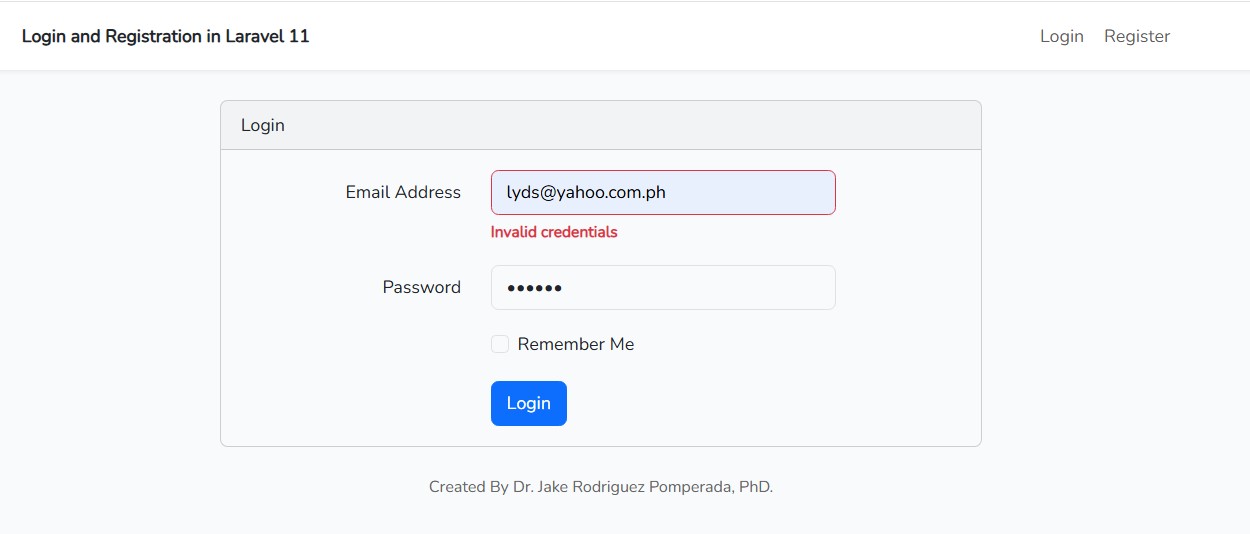 Login and Registration in Laravel 11
Login Register
Login
Email Address lyds@yahoo.com.ph
Invalid credentials
Password ••••••
Remember Me
Login
Created By Dr. Jake Rodriguez Pomperada, PhD.